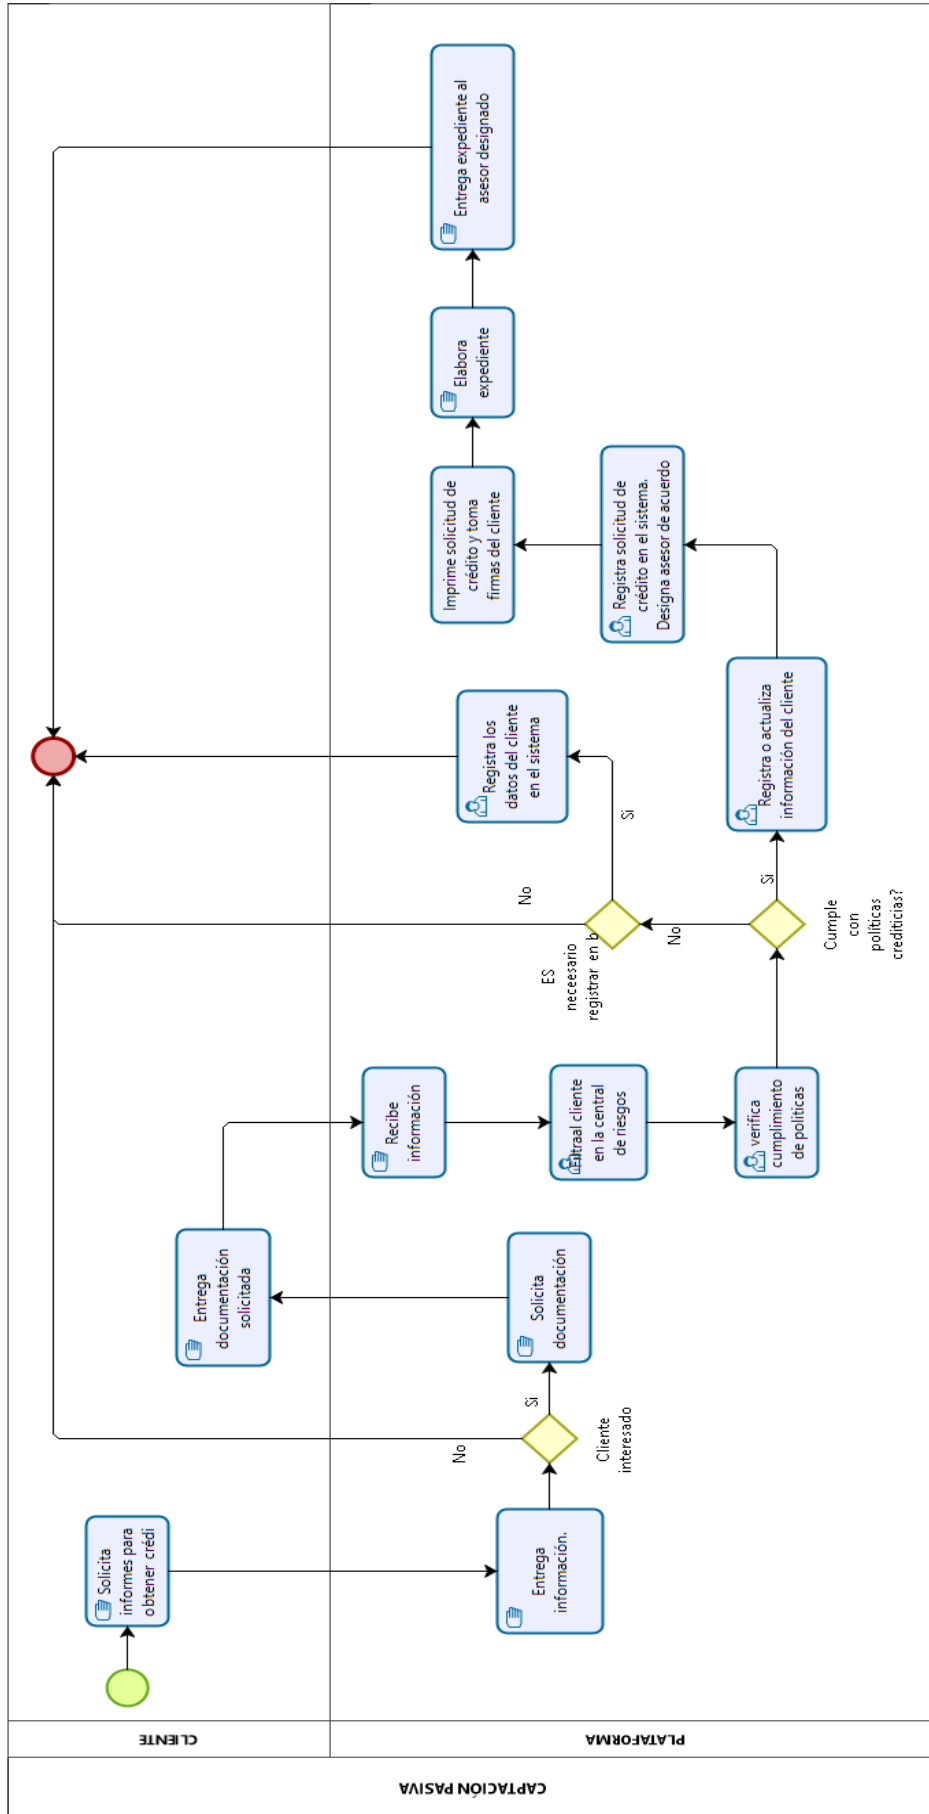 CAPTACIÓN PASIVA
CLIENTE
PLATAFORMA
Solicita
informes para
obtener crédi
Entrega
información.
Cliente
interesado
No
Si
Solicita
documentación
Entrega
documentación
solicitada
Recibe
información
Filtraal cliente
en la central
de riesgos
verifica
cumplimiento
de politicas
Cumple
con
políticas
crediticias?
No
Si
ES
neceesario
registrar en b
No
Si
Registra los
datos del cliente
en el sistema
Registra o actualiza
información del cliente
Registra solicitud de
crédito en el sistema.
Designa asesor de acuerdo
Imprime solicitud de
crédito y toma
firmas del cliente
Elabora
expediente
Entrega expediente al
asesor designado